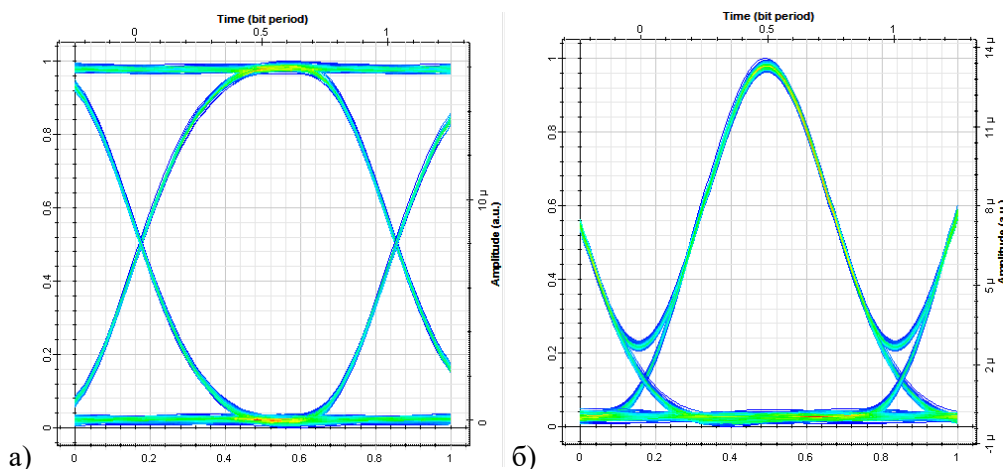 Time (bit period)
0 0.5 1
1
0.8
0.6
0.4
0.2
0
10 µ
0
Amplitude (a.u.)
0 0.2 0.4 0.6 0.8 1
а)
Time (bit period)
0 0.5 1
1
0.8
0.6
0.4
0.2
0
14 µ
11 µ
8 µ
5 µ
2 µ
-1 µ
Amplitude (a.u.)
0 0.2 0.4 0.6 0.8 1
б)